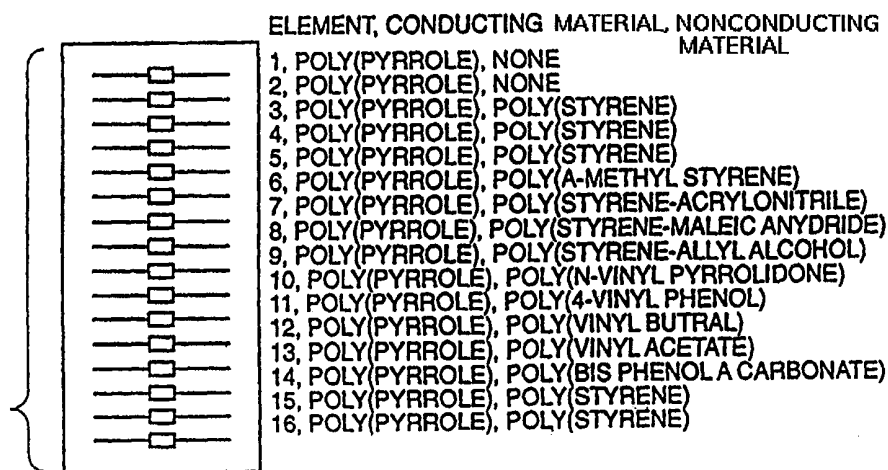 ELEMENT, CONDUCTING MATERIAL, NONCONDUCTING
MATERIAL
1, POLY(PYRROLE), NONE
2, POLY(PYRROLE), NONE
3, POLY(PYRROLE), POLY(STYRENE)
4, POLY(PYRROLE), POLY(STYRENE)
5, POLY(PYRROLE), POLY(STYRENE)
6, POLY(PYRROLE), POLY(A-METHYL STYRENE)
7, POLY(PYRROLE), POLY(STYRENE-ACRYLONITRILE)
8, POLY(PYRROLE), POLY(STYRENE-MALEIC ANYDRIDE)
9, POLY(PYRROLE), POLY(STYRENE-ALLYL ALCOHOL)
10, POLY(PYRROLE), POLY(N-VINYL PYRROLIDONE)
11, POLY(PYRROLE), POLY(4-VINYL PHENOL)
12, POLY(PYRROLE), POLY(VINYL BUTRAL)
13, POLY(PYRROLE), POLY(VINYL ACETATE)
14, POLY(PYRROLE), POLY(BIS PHENOL A CARBONATE)
15, POLY(PYRROLE), POLY(STYRENE)
16, POLY(PYRROLE), POLY(STYRENE)